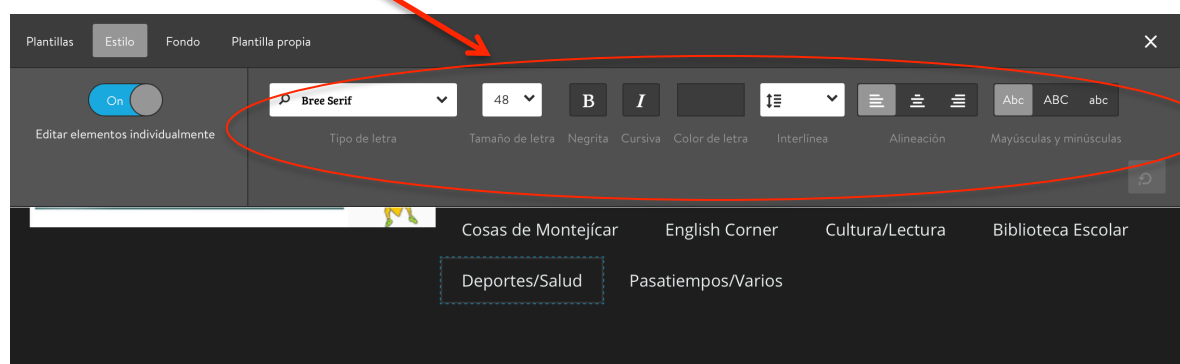 Plantillas Estilo Fondo Plantilla propia
On Bree Serif 48 B I Abc ABC abc
Editar elementos individualmente Tipo de letra Tamaño de letra Negrita Cursiva Color de letra Interlínea Alineación Mayúsculas y minúsculas
Cosas de Montejícar English Corner Cultura/Lectura Biblioteca Escolar
Deportes/Salud Pasatiempos/Varios